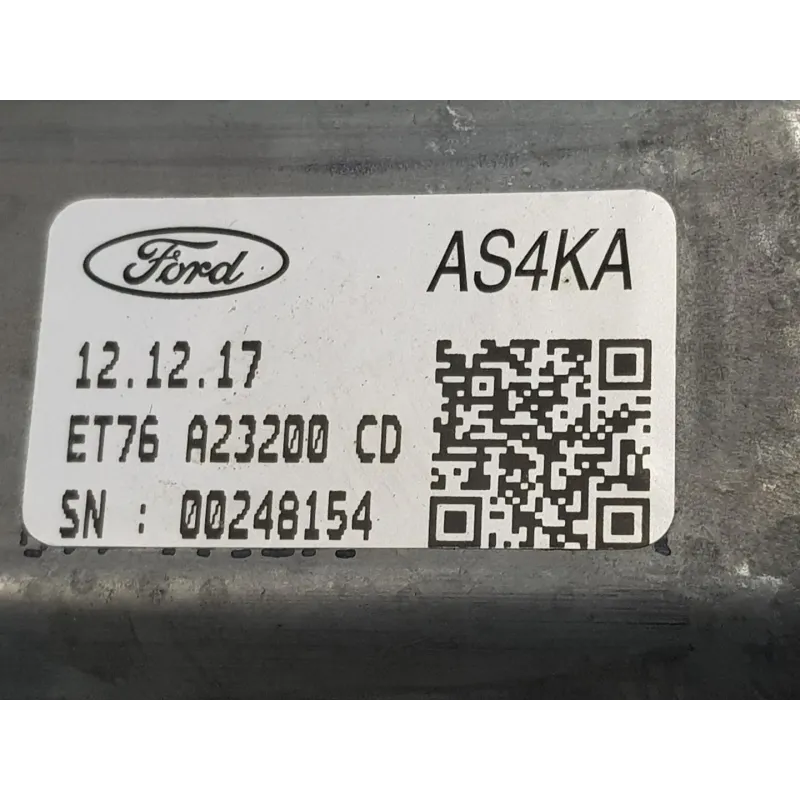 Ford
AS4KA
12.12.17
ET76 A23200 CD
SN : 00248154